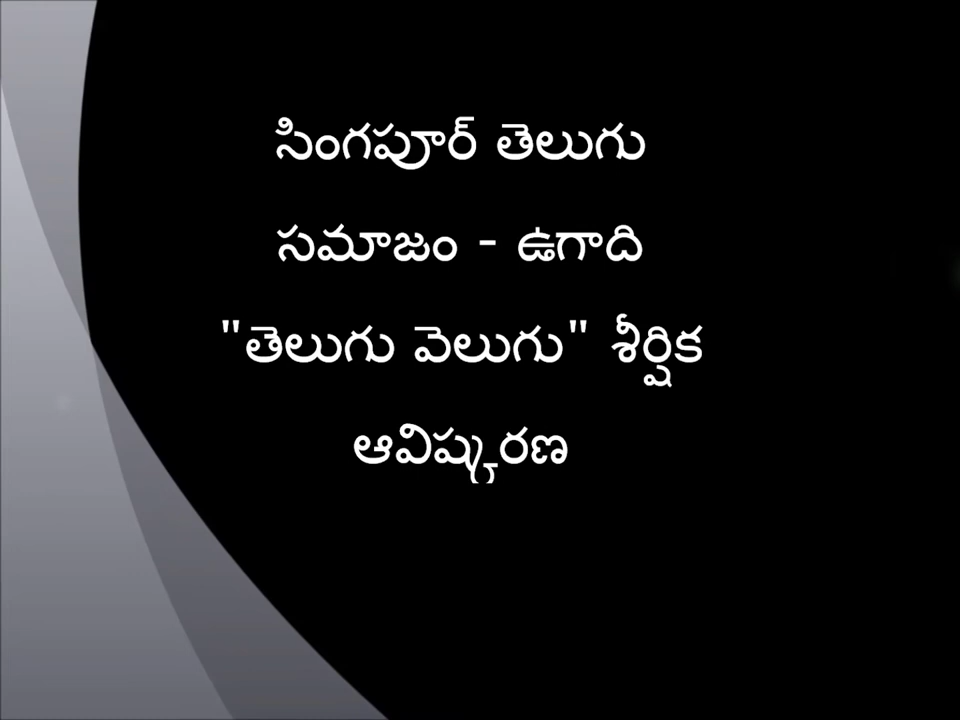 సింగపూర్ తెలుగు
సమాజం - ఉగాది
"తెలుగు వెలుగు" శీర్షిక
ఆవిష్కరణ